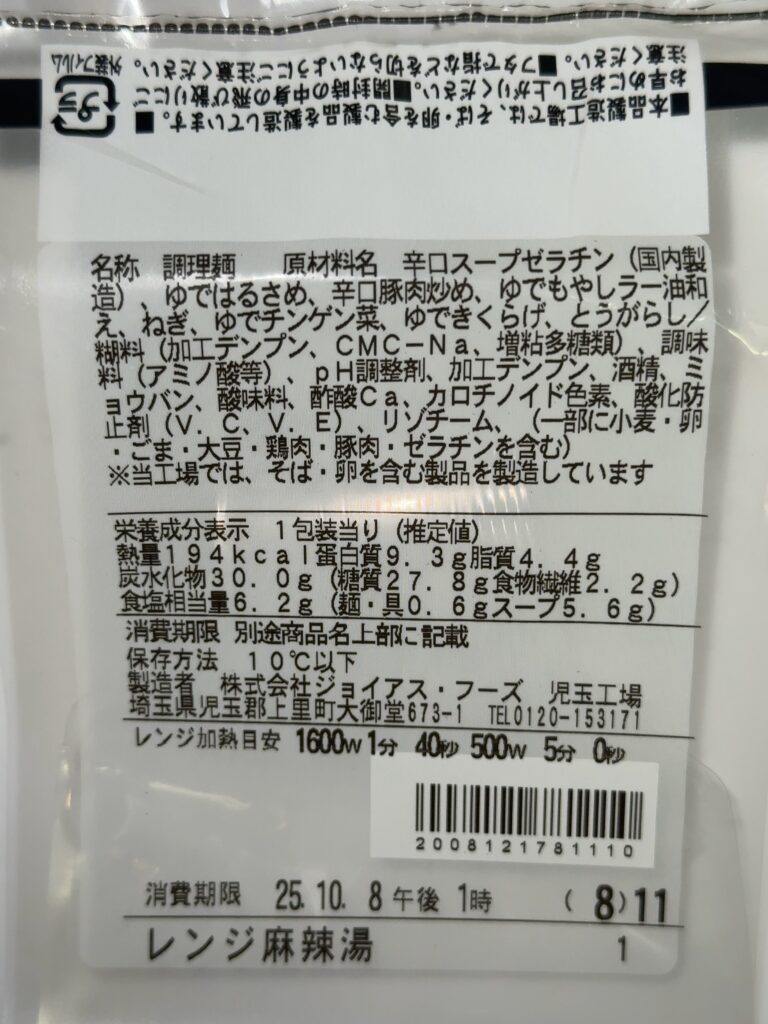 ■本品製造工場では、そば・卵を含む製品を製造しています。■
お早めにお召し上がりください。■開封時の中身の飛び散りにご
注意ください。■フタで指などを切らないようにご注意ください。
プラ
外装フィルム
名称 調理麺 原材料名 辛口スープゼラチン（国内製
造）、ゆではるさめ、辛口豚肉炒め、ゆでもやしラー油和
え、ねぎ、ゆでチンゲン菜、ゆできくらげ、とうがらし／
糊料（加工デンプン、ＣＭＣ－Ｎａ、増粘多糖類）、調味
料（アミノ酸等）、ｐＨ調整剤、加工デンプン、酒精、ミ
ョウバン、酸味料、酢酸Ｃａ、カロチノイド色素、酸化防
止剤（Ｖ．Ｃ、Ｖ．Ｅ）、リゾチーム、（一部に小麦・卵
・ごま・大豆・鶏肉・豚肉・ゼラチンを含む）
※当工場では、そば・卵を含む製品を製造しています
栄養成分表示 １包装当り（推定値）
熱量１９４ｋｃａｌ蛋白質９．３ｇ脂質４．４ｇ
炭水化物３０．０ｇ（糖質２７．８ｇ食物繊維２．２ｇ）
食塩相当量６．２ｇ（麺・具０．６ｇスープ５．６ｇ）
消費期限 別途商品名上部に記載
保存方法 １０℃以下
製造者 株式会社ジョイアス・フーズ 児玉工場
埼玉県児玉郡上里町大御堂673-1 TEL0120-153171
レンジ加熱目安 1600W 1分 40秒 500W 5分 0秒
2008121781110
消費期限 25.10. 8 午後 1時 （ 8）11
レンジ麻辣湯 1